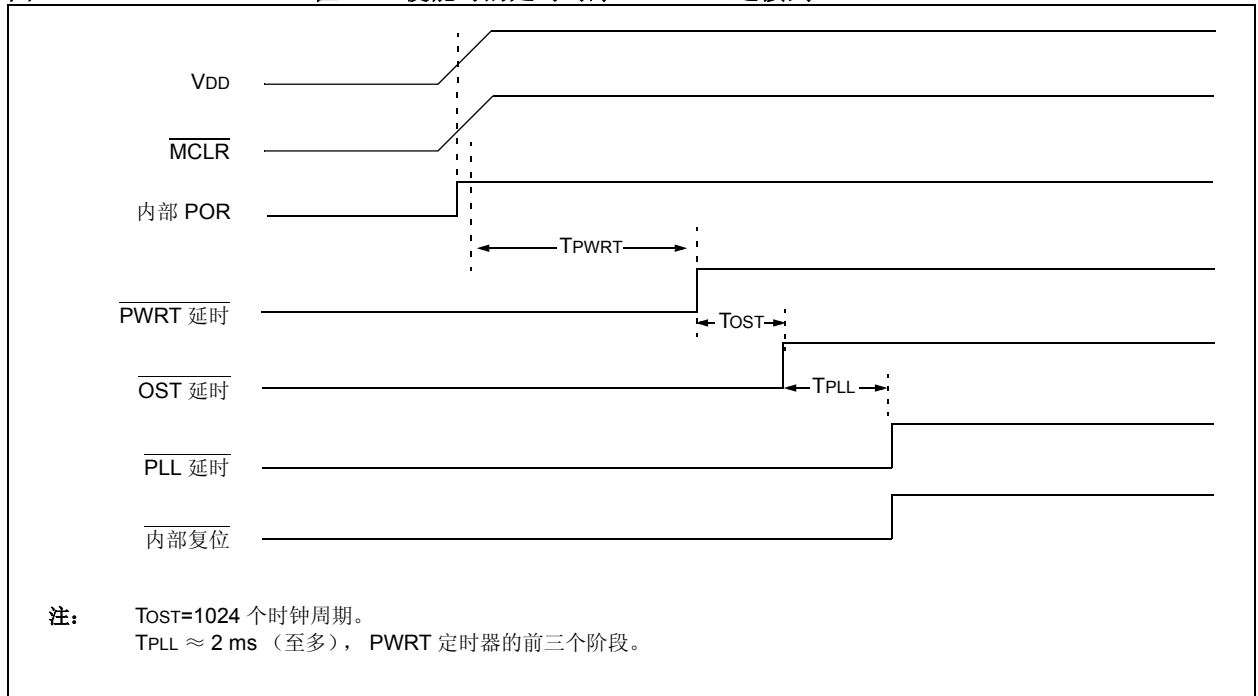 VDD
MCLR
内部 POR
TPWRT
PWRT 延时
TOST
OST 延时
TPLL
PLL 延时
内部复位
注： TOST=1024 个时钟周期。
TPLL ≈ 2 ms （至多）， PWRT 定时器的前三个阶段。